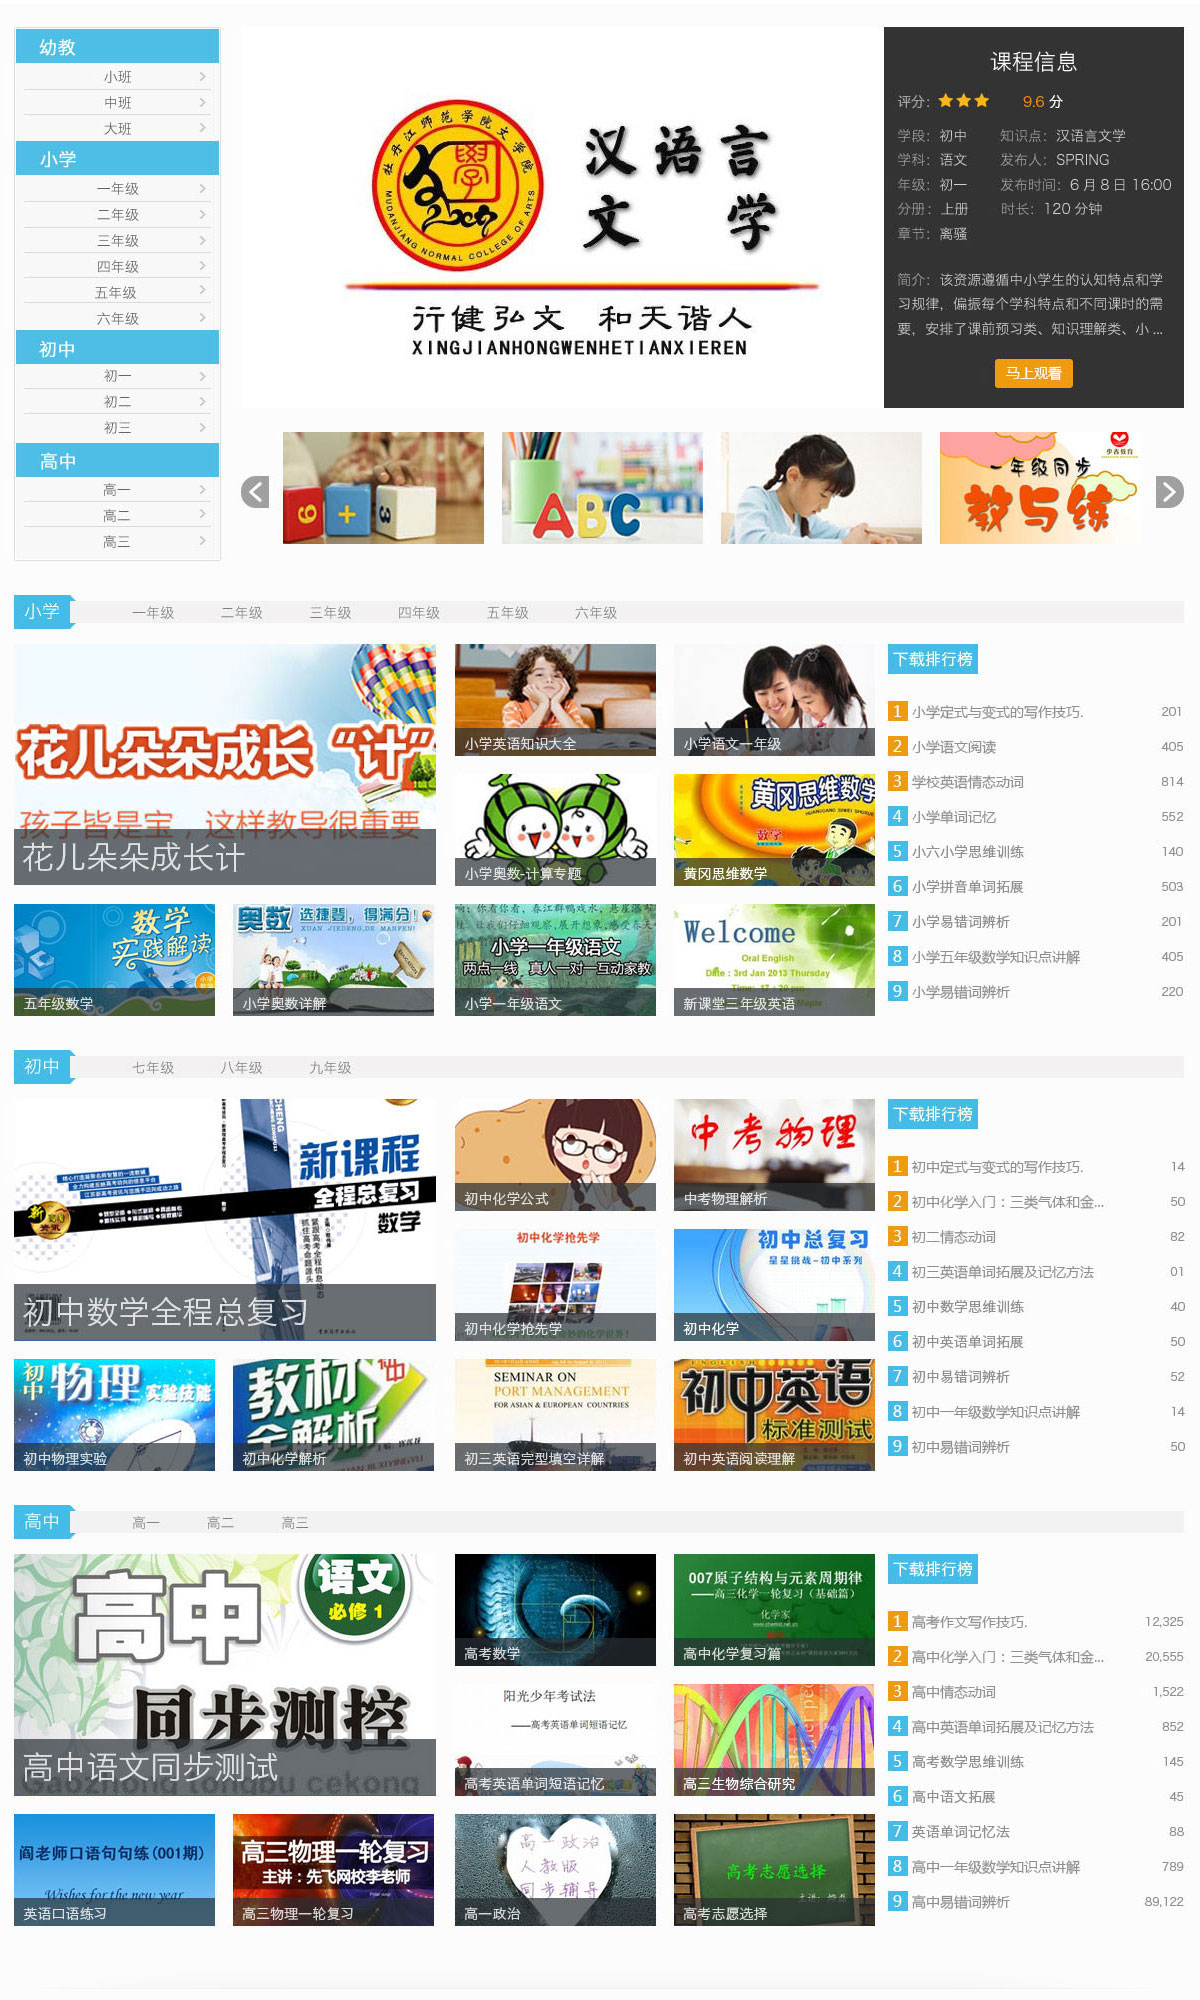 幼教
小班
中班
大班
小学
一年级
二年级
三年级
四年级
五年级
六年级
初中
初一
初二
初三
高中
高一
高二
高三
牡丹江师范学院文学院
MUDANJIANG NORMAL COLLEGE OF ARTS
汉语言
文 学
行健弘文 和天谐人
XINGJIANHONGWENHETIANXIEREN
课程信息
评分: 9.6 分
学段: 初中 知识点: 汉语言文学
学科: 语文 发布人: SPRING
年级: 初一 发布时间: 6 月 8 日 16:00
分册: 上册 时长: 120 分钟
章节: 离骚
简介: 该资源遵循中小学生的认知特点和学
习规律，偏振每个学科特点和不同课时的需
要，安排了课前预习类、知识理解类、小 ...
马上观看
ABC
步步教育
一年级同步
教与练
小学 一年级 二年级 三年级 四年级 五年级 六年级
花儿朵朵成长 “计”
孩子皆是宝，这样教导很重要
花儿朵朵成长计
小学英语知识大全
小学语文一年级
小学奥数-计算专题
黄冈思维数学
HUANGGANG SIWEI SHUXUE
数学
黄冈思维数学
数学
实践解读
五年级数学
奥数 选捷登，得满分！
XUAN JIEDENG,DE MANFEN!
小学奥数详解
小学一年级语文
两点一线 真人一对一互动家教
小学一年级语文
Welcome
Oral English
Date : 3rd Jan 2013 Thursday
新课堂三年级英语
下载排行榜
1 小学定式与变式的写作技巧. 201
2 小学语文阅读 405
3 学校英语情态动词 814
4 小学单词记忆 552
5 小六小学思维训练 140
6 小学拼音单词拓展 503
7 小学易错词辨析 201
8 小学五年级数学知识点讲解 405
9 小学易错词辨析 220
初中 七年级 八年级 九年级
新课程
全程总复习
数学
初中数学全程总复习
初中化学公式
中考物理
中考物理解析
初中化学抢先学
初中化学抢先学
初中总复习
星星挑战-初中系列
初中化学
初中物理 实验技能
初中物理实验
教材
全解析
初中化学解析
SEMINAR ON
PORT MANAGEMENT
FOR ASIAN & EUROPEAN COUNTRIES
初三英语完型填空详解
初中英语
标准测试
初中英语阅读理解
下载排行榜
1 初中定式与变式的写作技巧. 14
2 初中化学入门：三类气体和金... 50
3 初二情态动词 82
4 初三英语单词拓展及记忆方法 01
5 初中数学思维训练 40
6 初中英语单词拓展 50
7 初中易错词辨析 52
8 初中一年级数学知识点讲解 14
9 初中易错词辨析 50
高中 高一 高二 高三
高中
语文
必修 1
同步测控
Gaozhong tongbu cekong
高中语文同步测试
高考数学
007原子结构与元素周期律
——高三化学一轮复习（基础篇）
化学家
高中化学复习篇
阳光少年考试法
——高考英语单词短语记忆
高考英语单词短语记忆
高三生物综合研究
阎老师口语句句练(001期)
Wishes for the new year
英语口语练习
高三物理一轮复习
主讲：先飞网校李老师
高三物理一轮复习
高一政治
人教版
同步辅导
高一政治
高考志愿选择
高考志愿选择
下载排行榜
1 高考作文写作技巧. 12,325
2 高中化学入门：三类气体和金... 20,555
3 高中情态动词 1,522
4 高中英语单词拓展及记忆方法 852
5 高考数学思维训练 145
6 高中语文拓展 45
7 英语单词记忆法 88
8 高中一年级数学知识点讲解 789
9 高中易错词辨析 89,122